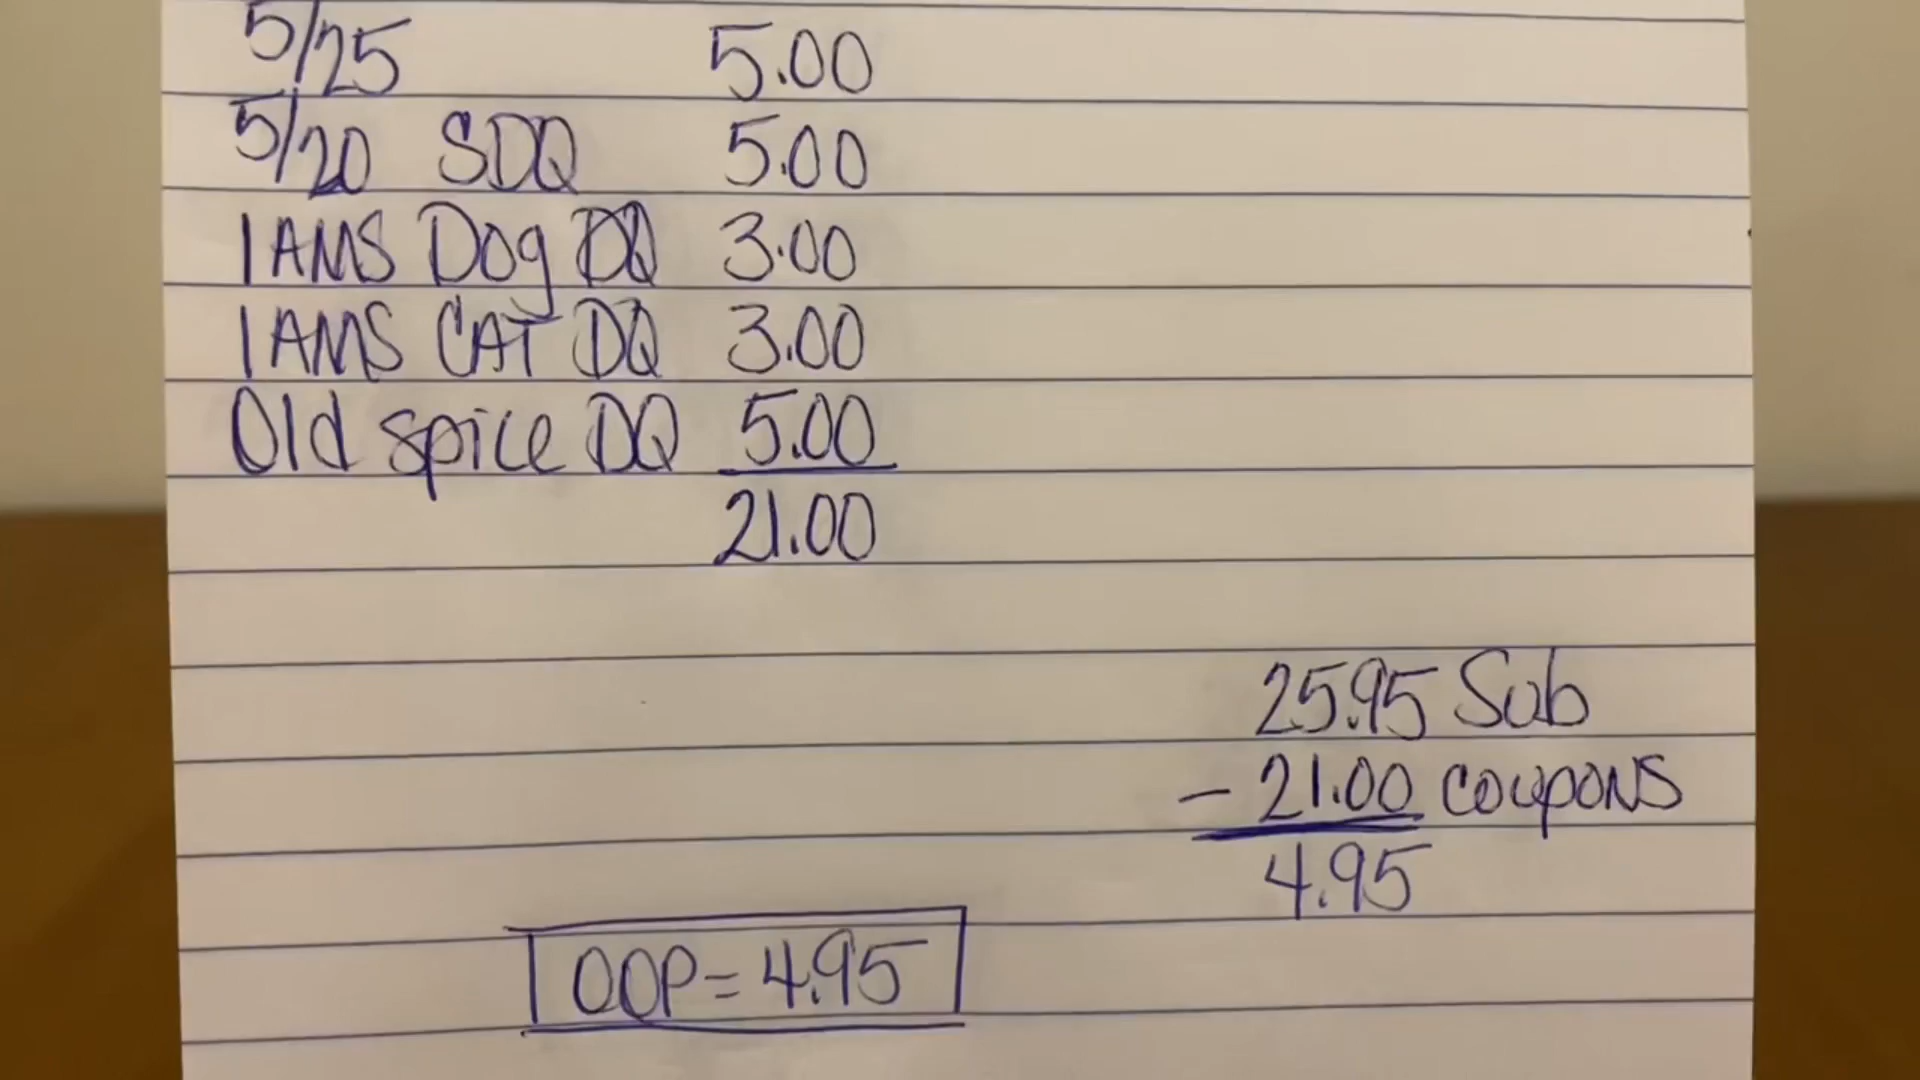 5/25 5.00
5/20 SDQ 5.00
IAMS Dog DQ 3.00
IAMS CAT DQ 3.00
Old spice DQ 5.00
21.00
25.95 Sub
- 21.00 coupons
4.95
OOP = 4.95